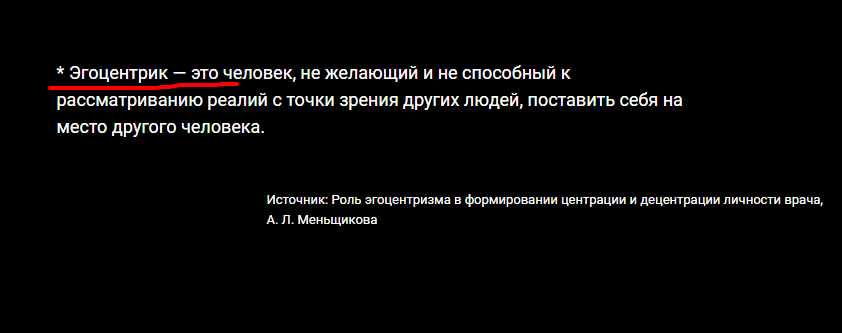 * Эгоцентрик — это человек, не желающий и не способный к
рассматриванию реалий с точки зрения других людей, поставить себя на
место другого человека.
Источник: Роль эгоцентризма в формировании центрации и децентрации личности врача,
А. Л. Меньщикова